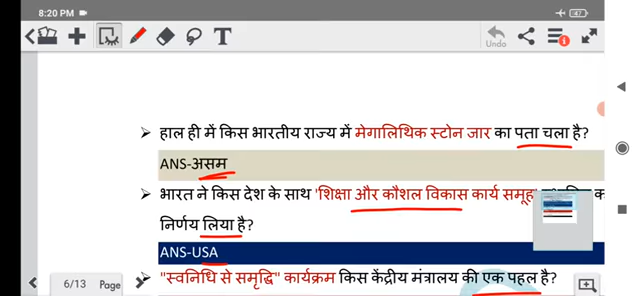 8:20 PM
47
T
Undo
➤ हाल ही में किस भारतीय राज्य में मेगालिथिक स्टोन जार का पता चला है?
ANS-असम
➤ भारत ने किस देश के साथ 'शिक्षा और कौशल विकास कार्य समूह
निर्णय लिया है?
ANS-USA
➤ "स्वनिधि से समृद्धि" कार्यक्रम किस केंद्रीय मंत्रालय की एक पहल है?
6/13 Page